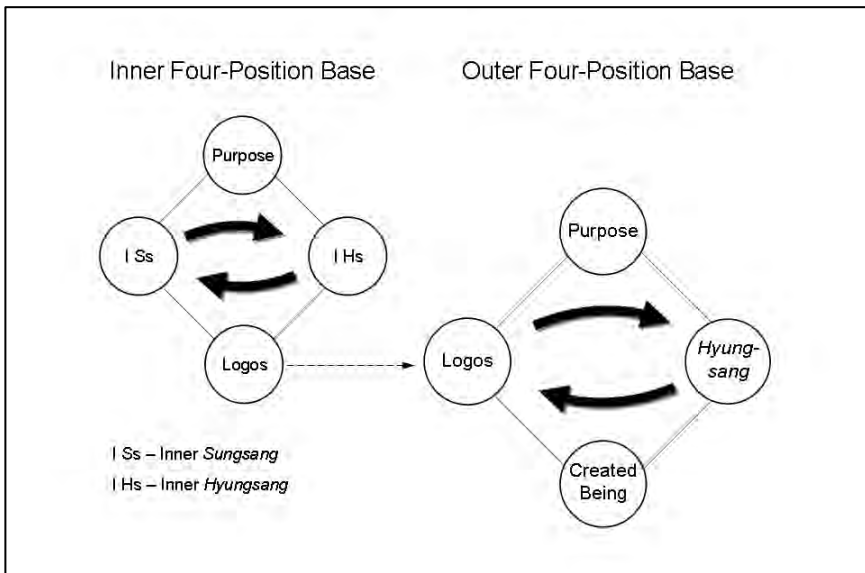 Inner Four-Position Base
Outer Four-Position Base
Purpose
I Ss
I Hs
Logos
Purpose
Logos
Hyung-
sang
Created
Being
I Ss – Inner Sungsang
I Hs – Inner Hyungsang